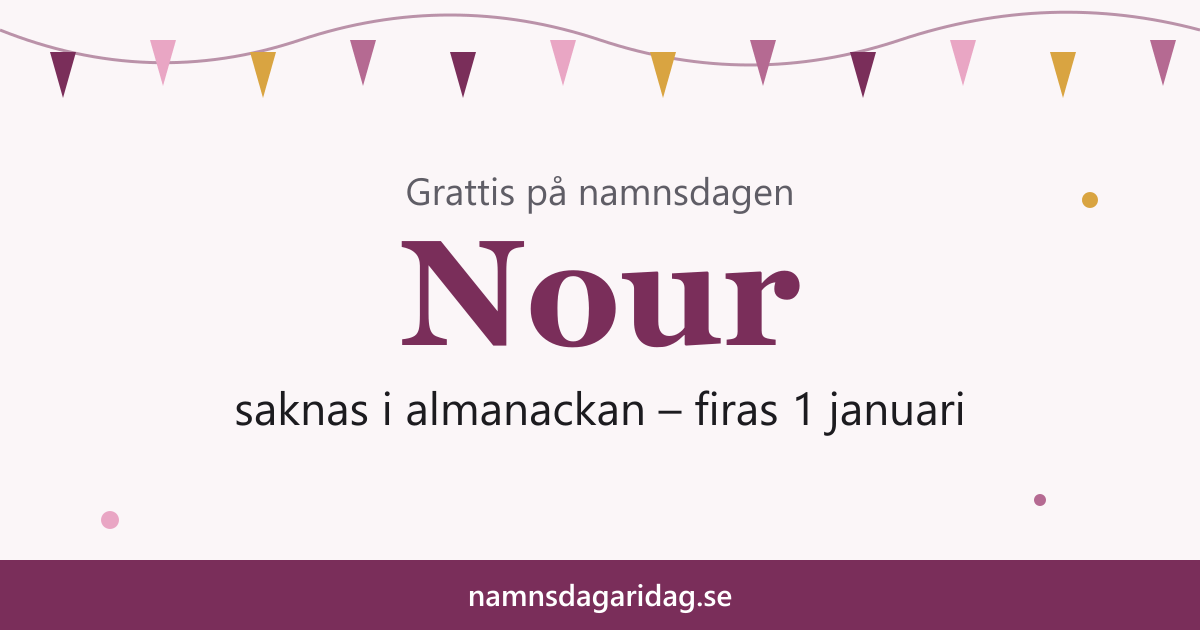 Grattis på namnsdagen
Nour
saknas i almanackan – firas 1 januari
namnsdagaridag.se